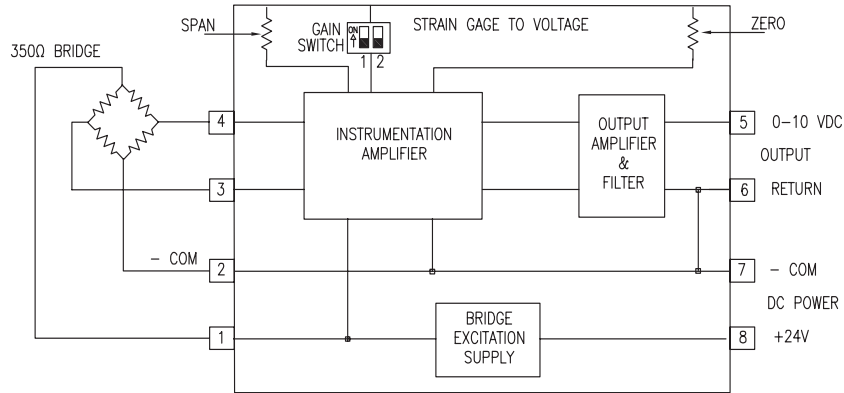 SPAN
GAIN
SWITCH
ON
1 2
STRAIN GAGE TO VOLTAGE
ZERO
350Ω BRIDGE
4
INSTRUMENTATION
AMPLIFIER
OUTPUT
AMPLIFIER
&
FILTER
5
0-10 VDC
OUTPUT
3
6
RETURN
- COM
2
7
- COM
DC POWER
1
BRIDGE
EXCITATION
SUPPLY
8
+24V